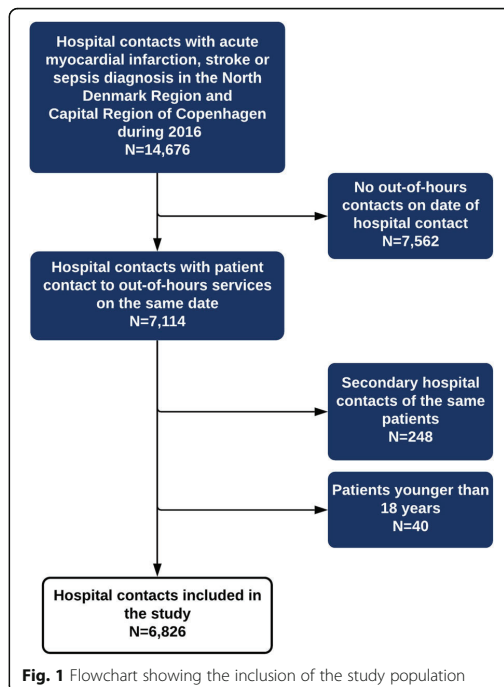 Hospital contacts with acute
myocardial infarction, stroke or
sepsis diagnosis in the North
Denmark Region and
Capital Region of Copenhagen
during 2016
N=14,676
No out-of-hours
contacts on date of
hospital contact
N=7,562
Hospital contacts with patient
contact to out-of-hours services
on the same date
N=7,114
Secondary hospital
contacts of the same
patients
N=248
Patients younger than
18 years
N=40
Hospital contacts included in
the study
N=6,826
Fig. 1 Flowchart showing the inclusion of the study population